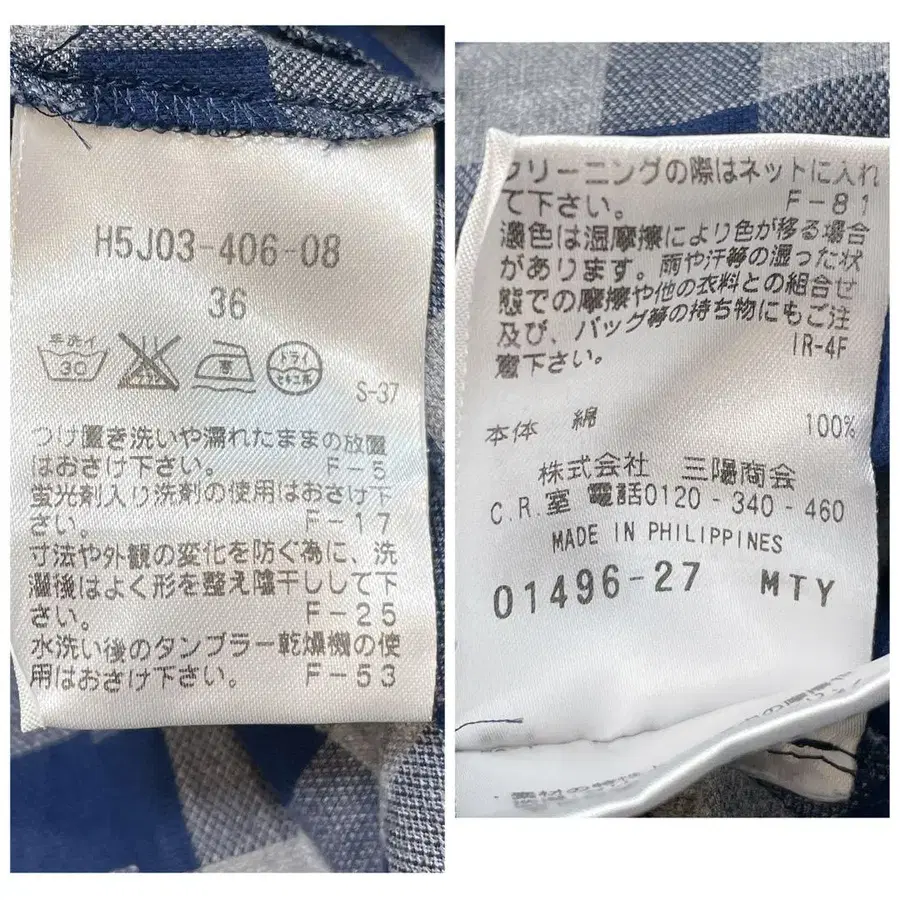 H5J03-406-08
36
手洗イ
30
中
ドライ
セキユ系
S-37
つけ置き洗いや濡れたままの放置
はおさけ下さい。 F-5
蛍光剤入り洗剤の使用はおさけ下
さい。 F-17
寸法や外観の変化を防ぐ為に、洗
濯後はよく形を整え陰干しして下
さい。 F-25
水洗い後のタンブラー乾燥機の使
用はおさけ下さい。 F-53
クリーニングの際はネットに入れ
て下さい。 F-81
濃色は湿摩擦により色が移る場合
があります。雨や汗等の湿った状
態での摩擦や他の衣料との組合せ
及び、バッグ等の持ち物にもご注
意下さい。 IR-4F
本体 綿 100%
株式会社 三陽商会
C.R.室 電話0120-340-460
MADE IN PHILIPPINES
01496-27 MTY